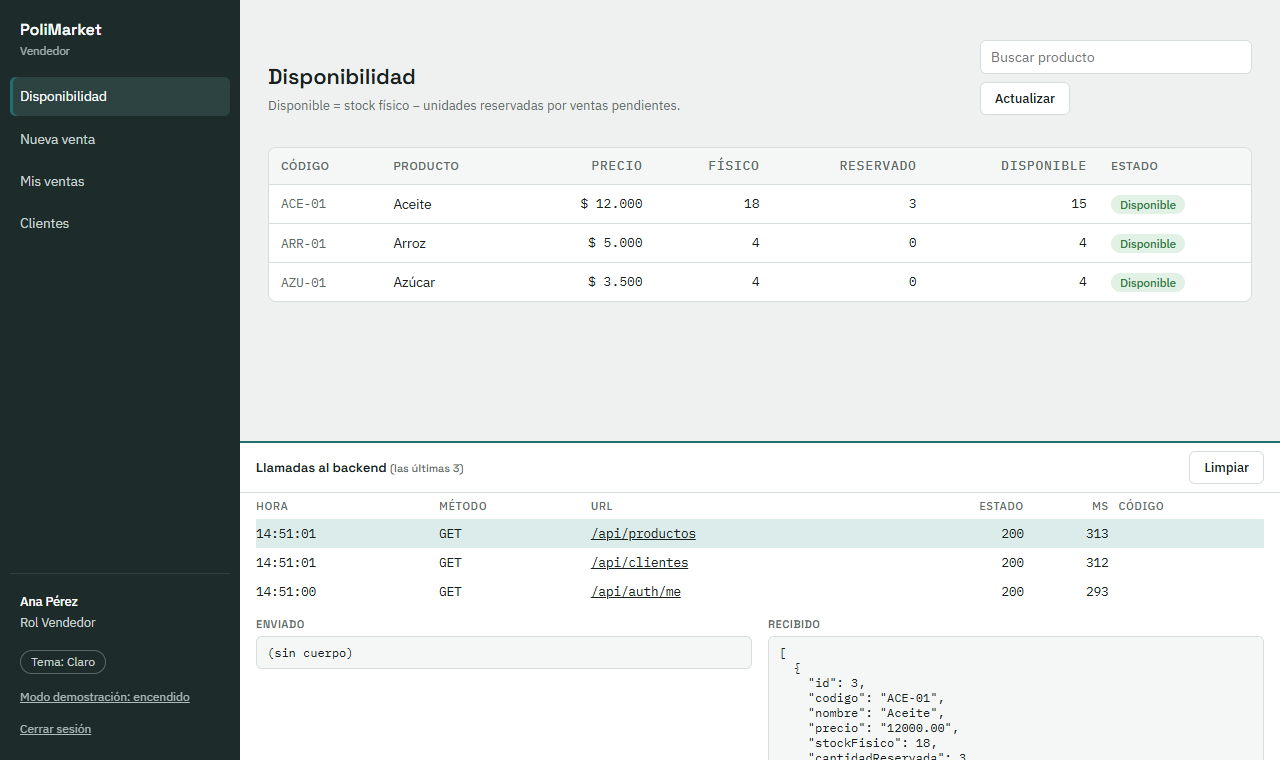 PoliMarket
Vendedor
Disponibilidad
Nueva venta
Mis ventas
Clientes
Ana Pérez
Rol Vendedor
Tema: Claro
Modo demostración: encendido
Cerrar sesión
Disponibilidad
Disponible = stock físico − unidades reservadas por ventas pendientes.
Buscar producto
Actualizar
CÓDIGO PRODUCTO PRECIO FÍSICO RESERVADO DISPONIBLE ESTADO
ACE-01 Aceite $ 12.000 18 3 15 Disponible
ARR-01 Arroz $ 5.000 4 0 4 Disponible
AZU-01 Azúcar $ 3.500 4 0 4 Disponible
Llamadas al backend (las últimas 3)
Limpiar
HORA MÉTODO URL ESTADO MS CÓDIGO
14:51:01 GET /api/productos 200 313
14:51:01 GET /api/clientes 200 312
14:51:00 GET /api/auth/me 200 293
ENVIADO
(sin cuerpo)
RECIBIDO
[
{
"id": 3,
"codigo": "ACE-01",
"nombre": "Aceite",
"precio": "12000.00",
"stockFisico": 18,
"cantidadReservada": 3